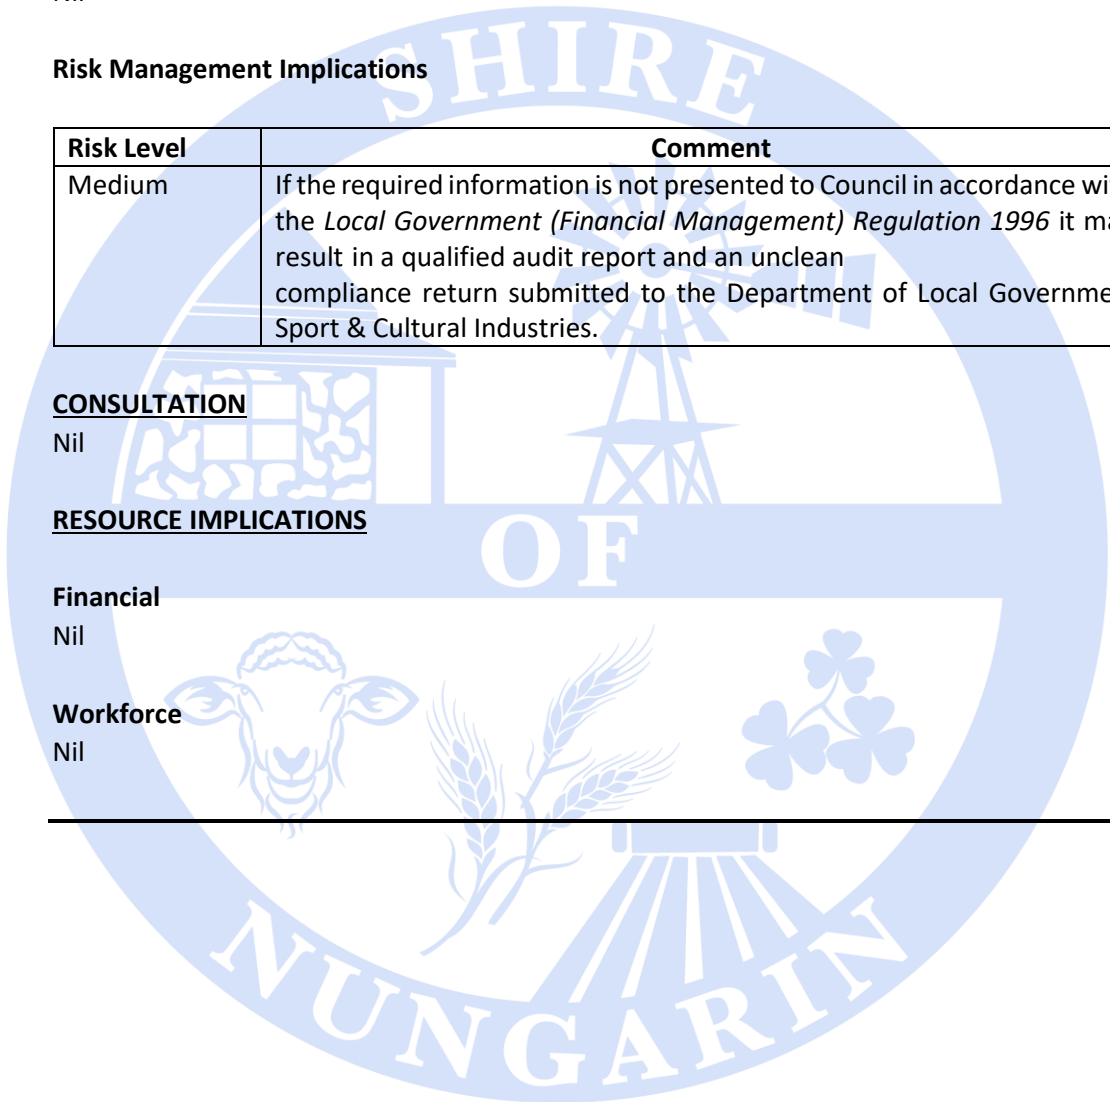 Nil
Risk Management Implications
Risk Level Comment
Medium If the required information is not presented to Council in accordance wi
the Local Government (Financial Management) Regulation 1996 it ma
result in a qualified audit report and an unclean
compliance return submitted to the Department of Local Governme
Sport & Cultural Industries.
CONSULTATION
Nil
RESOURCE IMPLICATIONS
Financial
Nil
Workforce
Nil
SHIRE
OF
NUNGARIN